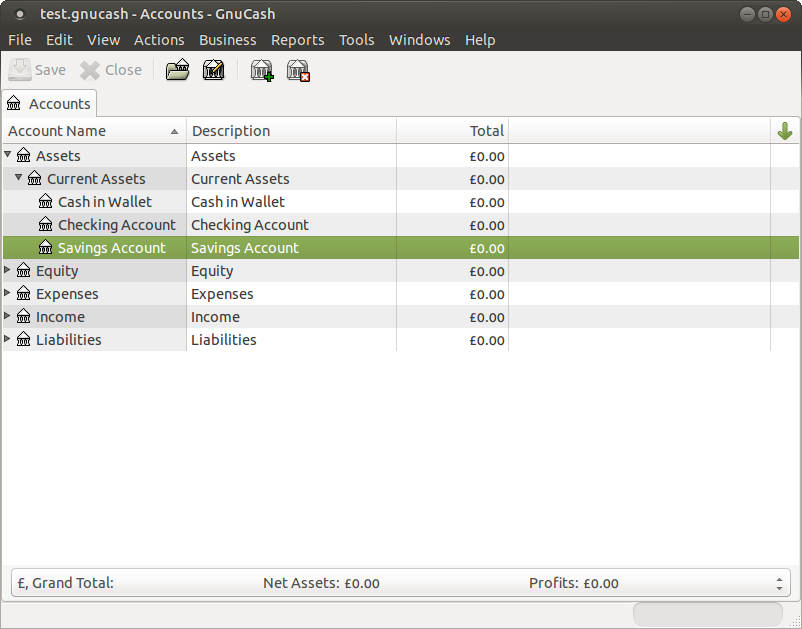 test.gnucash - Accounts - GnuCash
File Edit View Actions Business Reports Tools Windows Help
Save Close
Accounts
Account Name Description Total
Assets Assets £0.00
Current Assets Current Assets £0.00
Cash in Wallet Cash in Wallet £0.00
Checking Account Checking Account £0.00
Savings Account Savings Account £0.00
Equity Equity £0.00
Expenses Expenses £0.00
Income Income £0.00
Liabilities Liabilities £0.00
£, Grand Total: Net Assets: £0.00 Profits: £0.00